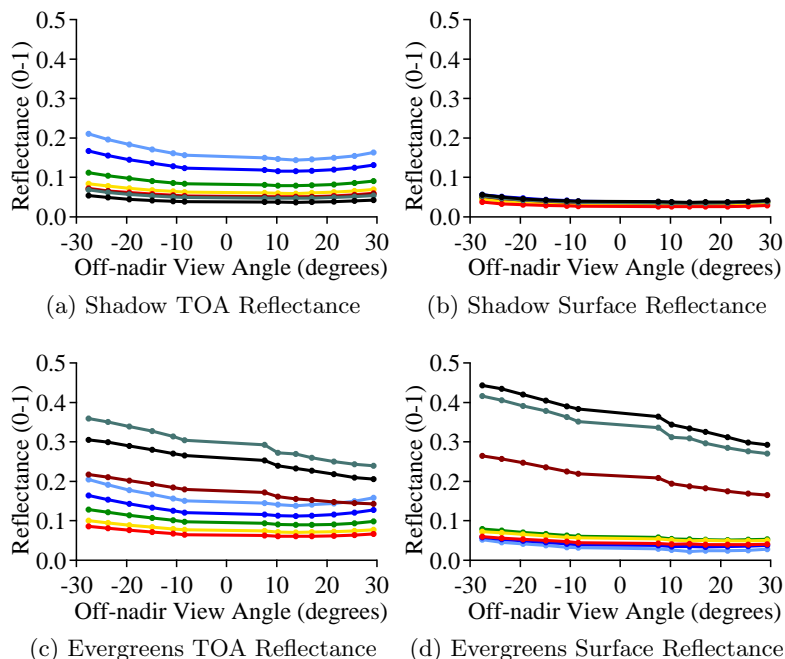 0.5 0.5
0.4 0.4
0.3 0.3
0.2 0.2
0.1 0.1
0.0 0.0
Reflectance (0-1) Reflectance (0-1)
-30 -20 -10 0 10 20 30 -30 -20 -10 0 10 20 30
Off-nadir View Angle (degrees) Off-nadir View Angle (degrees)
(a) Shadow TOA Reflectance (b) Shadow Surface Reflectance
0.5 0.5
0.4 0.4
0.3 0.3
0.2 0.2
0.1 0.1
0.0 0.0
Reflectance (0-1) Reflectance (0-1)
-30 -20 -10 0 10 20 30 -30 -20 -10 0 10 20 30
Off-nadir View Angle (degrees) Off-nadir View Angle (degrees)
(c) Evergreens TOA Reflectance (d) Evergreens Surface Reflectance